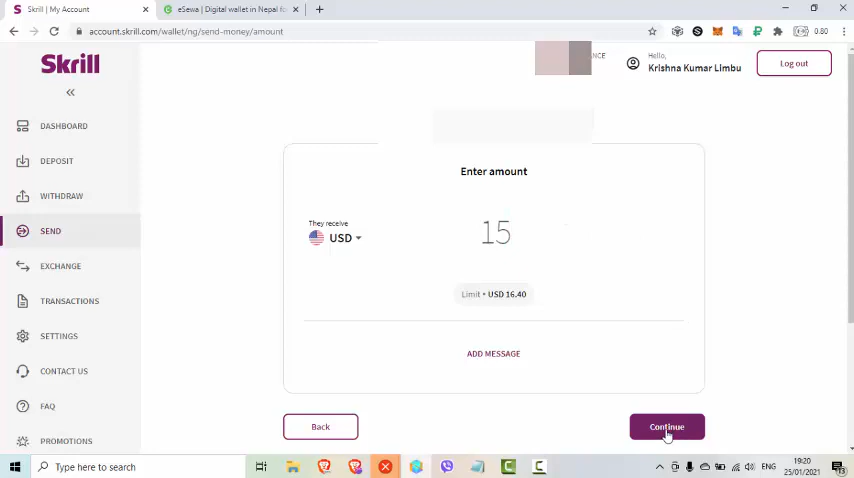 Skrill | My Account
eSewa | Digital wallet in Nepal fo
account.skrill.com/wallet/ng/send-money/amount
0.80
Skrill
ANCE
Hello,
Krishna Kumar Limbu
Log out
DASHBOARD
DEPOSIT
WITHDRAW
SEND
EXCHANGE
TRANSACTIONS
SETTINGS
CONTACT US
FAQ
PROMOTIONS
Enter amount
They receive
USD
15
Limit • USD 16.40
ADD MESSAGE
Back
Continue
Type here to search
ENG
19:20
25/01/2021